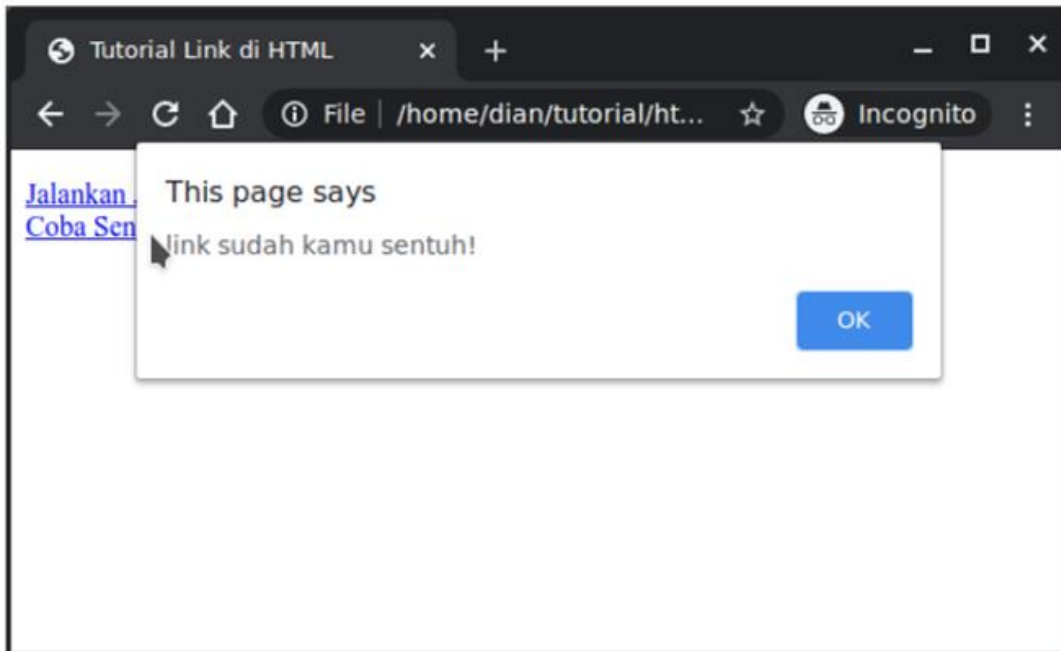 Tutorial Link di HTML
File | /home/dian/tutorial/ht... Incognito
This page says
Jalankan
Coba Sen
link sudah kamu sentuh!
OK